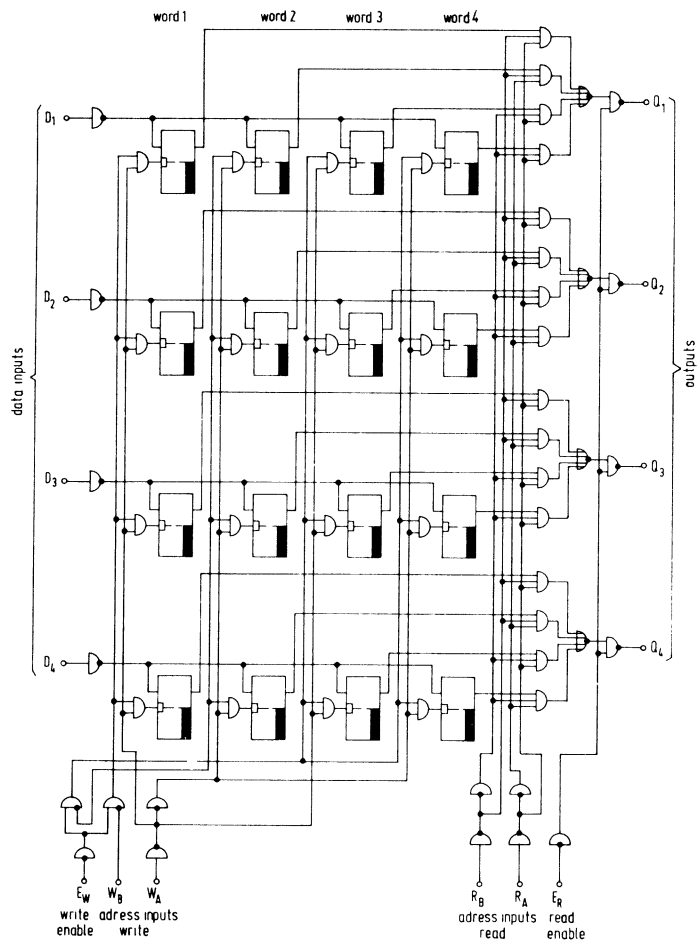 word 1 word 2 word 3 word 4
D1 Q1
D2 Q2
data inputs
outputs
D3 Q3
D4 Q4
EW WB WA RB RA ER
write adress inputs adress inputs read
enable write read enable